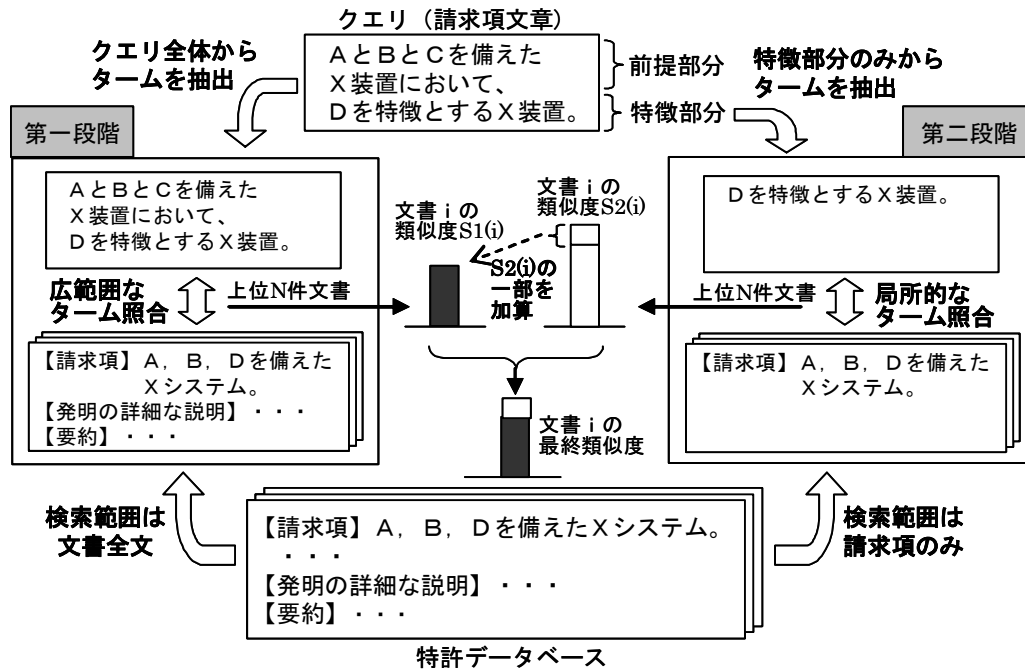 クエリ（請求項文章）
クエリ全体から
タームを抽出
AとBとCを備えた
X装置において、
Dを特徴とするX装置。
前提部分
特徴部分
特徴部分のみから
タームを抽出
第一段階
第二段階
AとBとCを備えた
X装置において、
Dを特徴とするX装置。
文書iの
類似度S1(i)
文書iの
類似度S2(i)
S2(i)の
一部を
加算
Dを特徴とするX装置。
広範囲な
ターム照合
上位N件文書
上位N件文書
局所的な
ターム照合
【請求項】A，B，Dを備えた
Xシステム。
【発明の詳細な説明】・・・
【要約】・・・
文書iの
最終類似度
【請求項】A，B，Dを備えた
Xシステム。
検索範囲は
文書全文
【請求項】A，B，Dを備えたXシステム。
・・・
【発明の詳細な説明】・・・
【要約】・・・
検索範囲は
請求項のみ
特許データベース